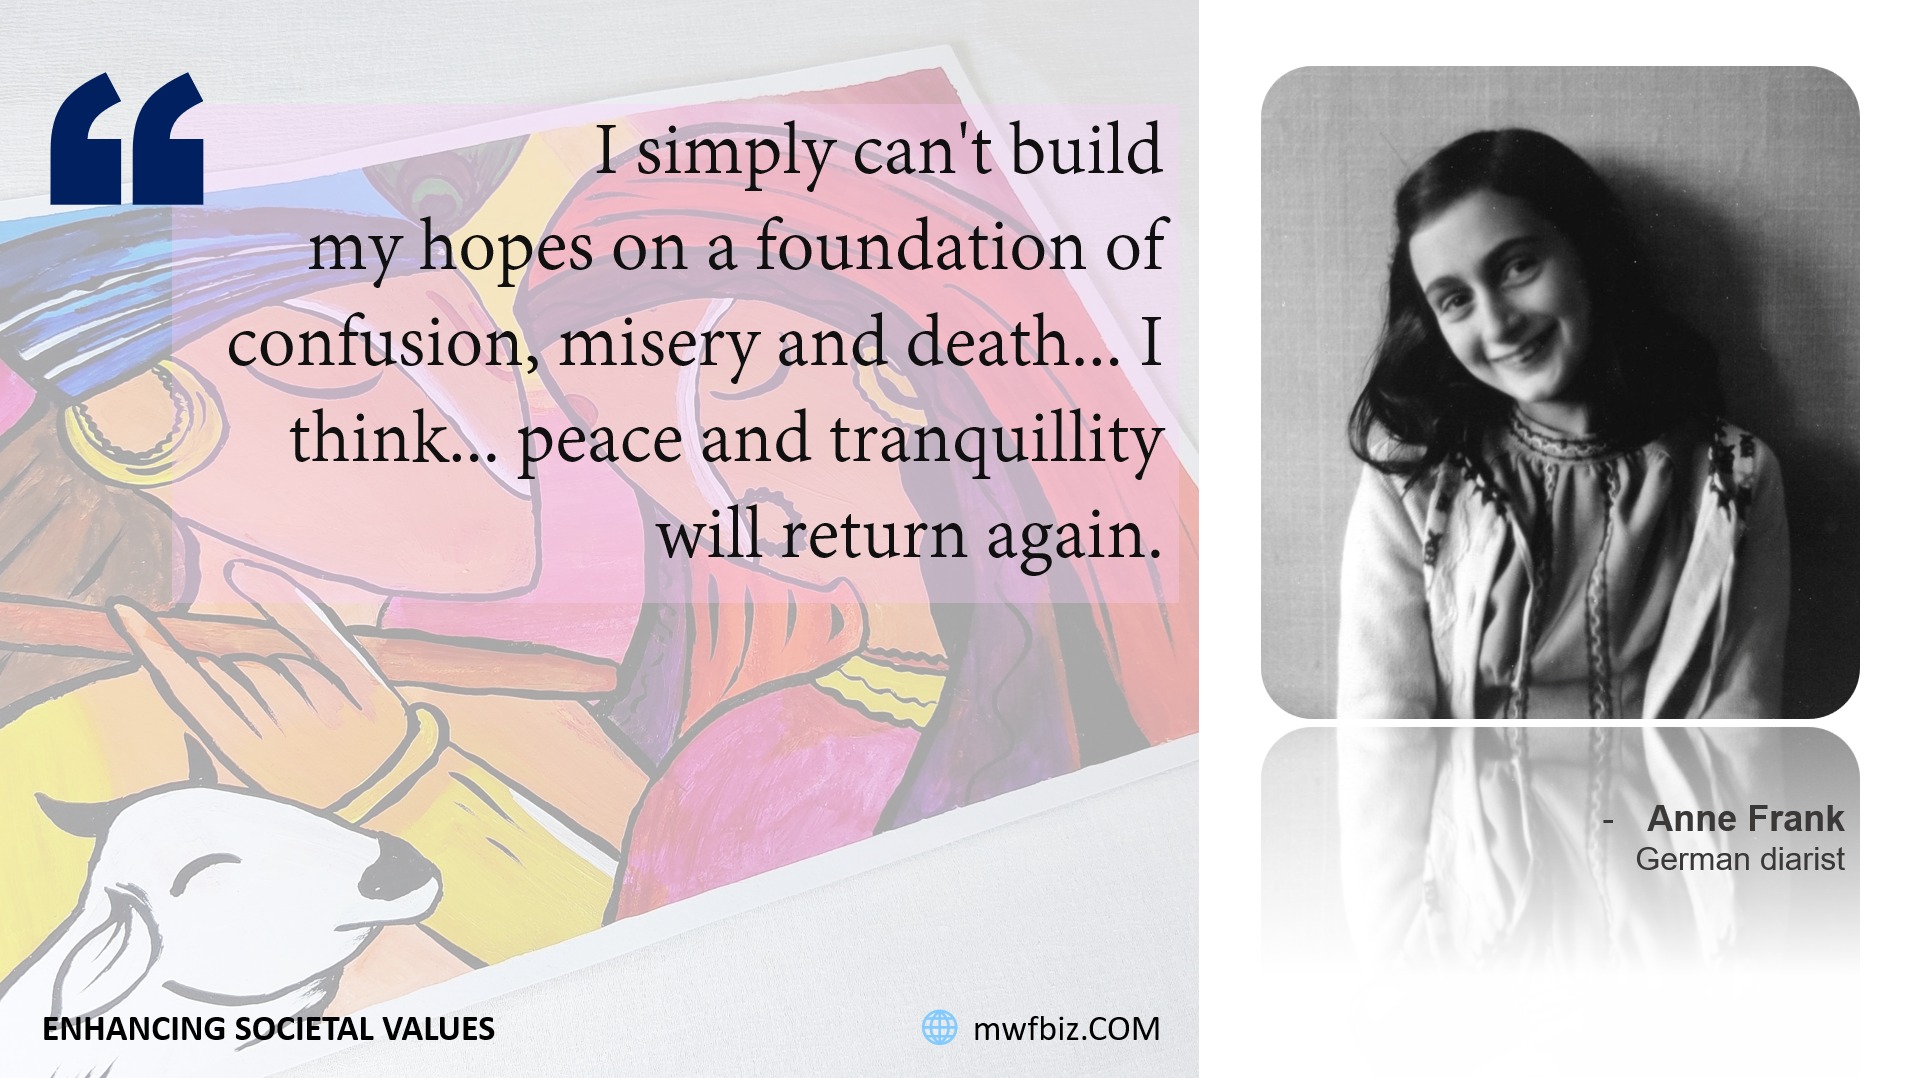 “
I simply can't build
my hopes on a foundation of
confusion, misery and death... I
think... peace and tranquillity
will return again.
- Anne Frank
German diarist
ENHANCING SOCIETAL VALUES
mwfbiz.COM